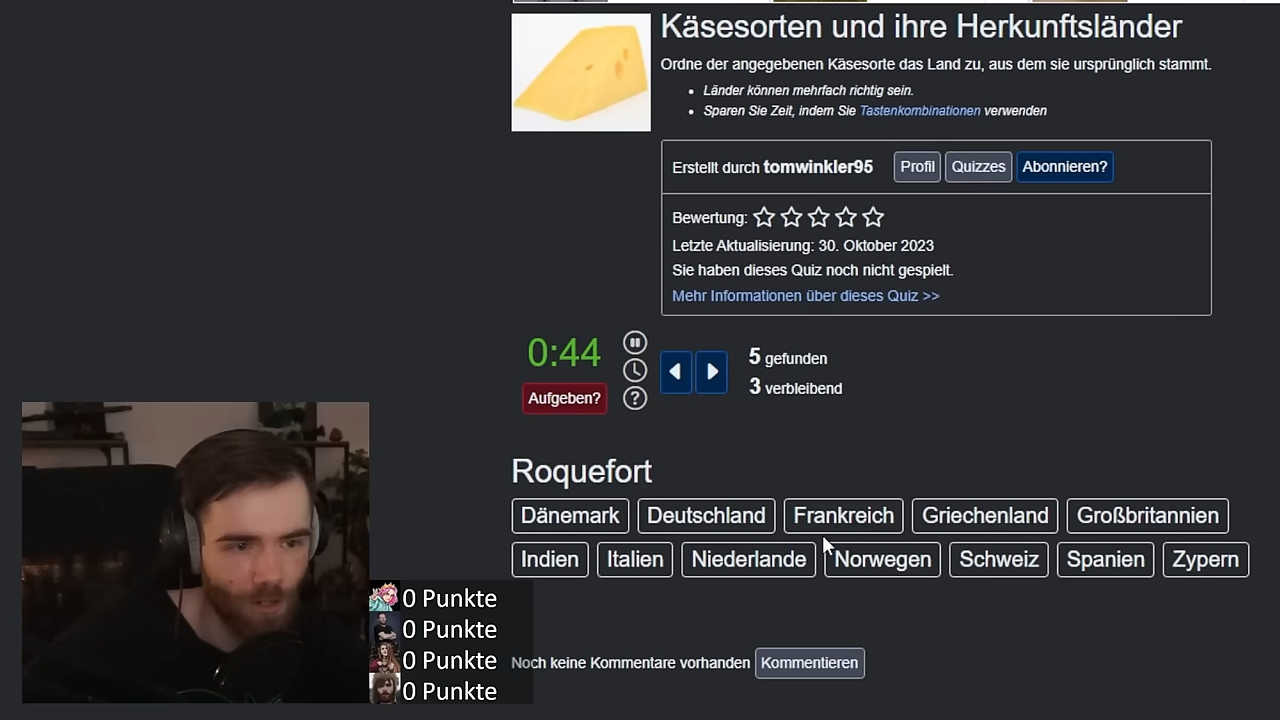 Käsesorten und ihre Herkunftsländer
Ordne der angegebenen Käsesorte das Land zu, aus dem sie ursprünglich stammt.
Länder können mehrfach richtig sein.
Sparen Sie Zeit, indem Sie Tastenkombinationen verwenden
Erstellt durch tomwinkler95 Profil Quizzes Abonnieren?
Bewertung:
Letzte Aktualisierung: 30. Oktober 2023
Sie haben dieses Quiz noch nicht gespielt.
Mehr Informationen über dieses Quiz >>
0:44
Aufgeben?
5 gefunden
3 verbleibend
Roquefort
Dänemark Deutschland Frankreich Griechenland Großbritannien
Indien Italien Niederlande Norwegen Schweiz Spanien Zypern
0 Punkte
0 Punkte
0 Punkte
0 Punkte
Noch keine Kommentare vorhanden Kommentieren